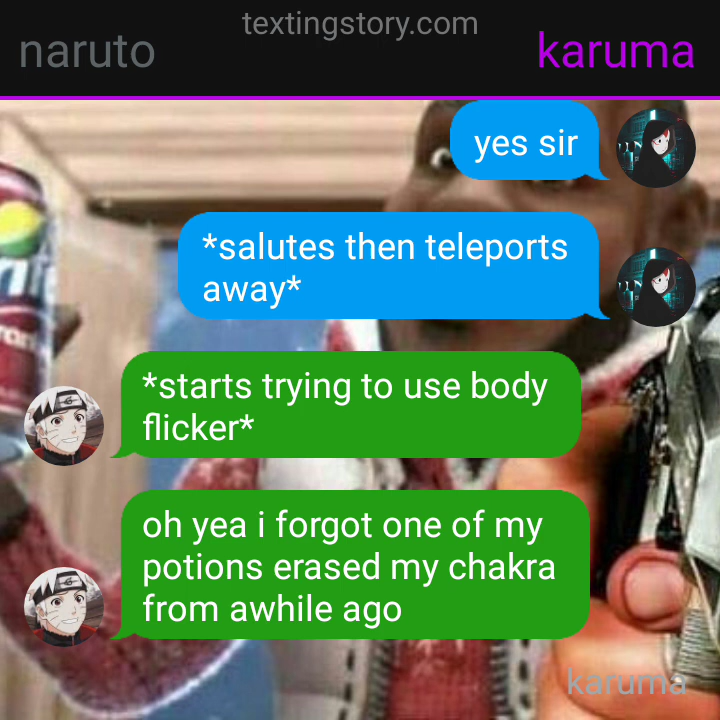 textingstory.com
naruto
karuma
yes sir
*salutes then teleports
away*
*starts trying to use body
flicker*
oh yea i forgot one of my
potions erased my chakra
from awhile ago
karuma